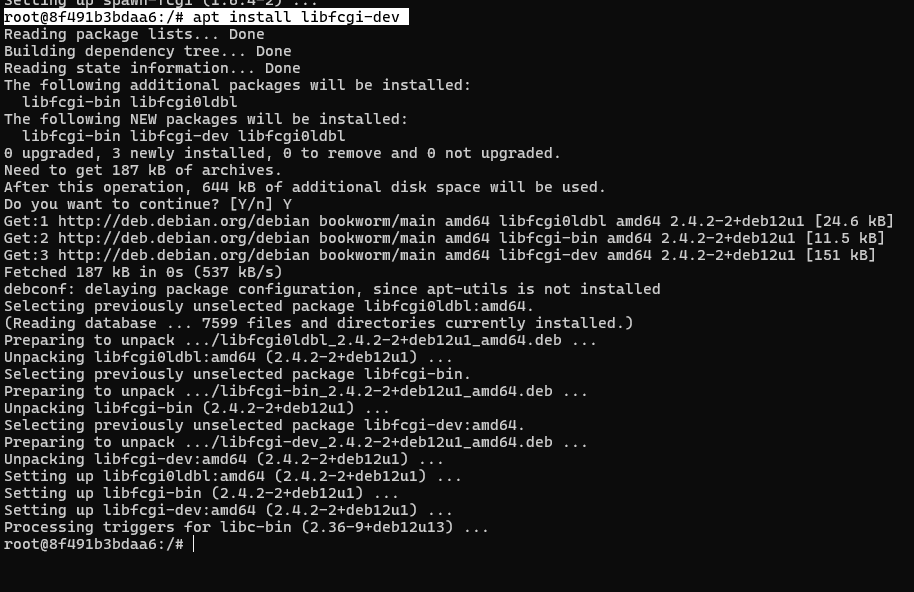 Setting up spawn-fcgi (1.6.4-2) ...
root@8f491b3bdaa6:/# apt install libfcgi-dev
Reading package lists... Done
Building dependency tree... Done
Reading state information... Done
The following additional packages will be installed:
  libfcgi-bin libfcgi0ldbl
The following NEW packages will be installed:
  libfcgi-bin libfcgi-dev libfcgi0ldbl
0 upgraded, 3 newly installed, 0 to remove and 0 not upgraded.
Need to get 187 kB of archives.
After this operation, 644 kB of additional disk space will be used.
Do you want to continue? [Y/n] Y
Get:1 http://deb.debian.org/debian bookworm/main amd64 libfcgi0ldbl amd64 2.4.2-2+deb12u1 [24.6 kB]
Get:2 http://deb.debian.org/debian bookworm/main amd64 libfcgi-bin amd64 2.4.2-2+deb12u1 [11.5 kB]
Get:3 http://deb.debian.org/debian bookworm/main amd64 libfcgi-dev amd64 2.4.2-2+deb12u1 [151 kB]
Fetched 187 kB in 0s (537 kB/s)
debconf: delaying package configuration, since apt-utils is not installed
Selecting previously unselected package libfcgi0ldbl:amd64.
(Reading database ... 7599 files and directories currently installed.)
Preparing to unpack .../libfcgi0ldbl_2.4.2-2+deb12u1_amd64.deb ...
Unpacking libfcgi0ldbl:amd64 (2.4.2-2+deb12u1) ...
Selecting previously unselected package libfcgi-bin.
Preparing to unpack .../libfcgi-bin_2.4.2-2+deb12u1_amd64.deb ...
Unpacking libfcgi-bin (2.4.2-2+deb12u1) ...
Selecting previously unselected package libfcgi-dev:amd64.
Preparing to unpack .../libfcgi-dev_2.4.2-2+deb12u1_amd64.deb ...
Unpacking libfcgi-dev:amd64 (2.4.2-2+deb12u1) ...
Setting up libfcgi0ldbl:amd64 (2.4.2-2+deb12u1) ...
Setting up libfcgi-bin (2.4.2-2+deb12u1) ...
Setting up libfcgi-dev:amd64 (2.4.2-2+deb12u1) ...
Processing triggers for libc-bin (2.36-9+deb12u13) ...
root@8f491b3bdaa6:/#